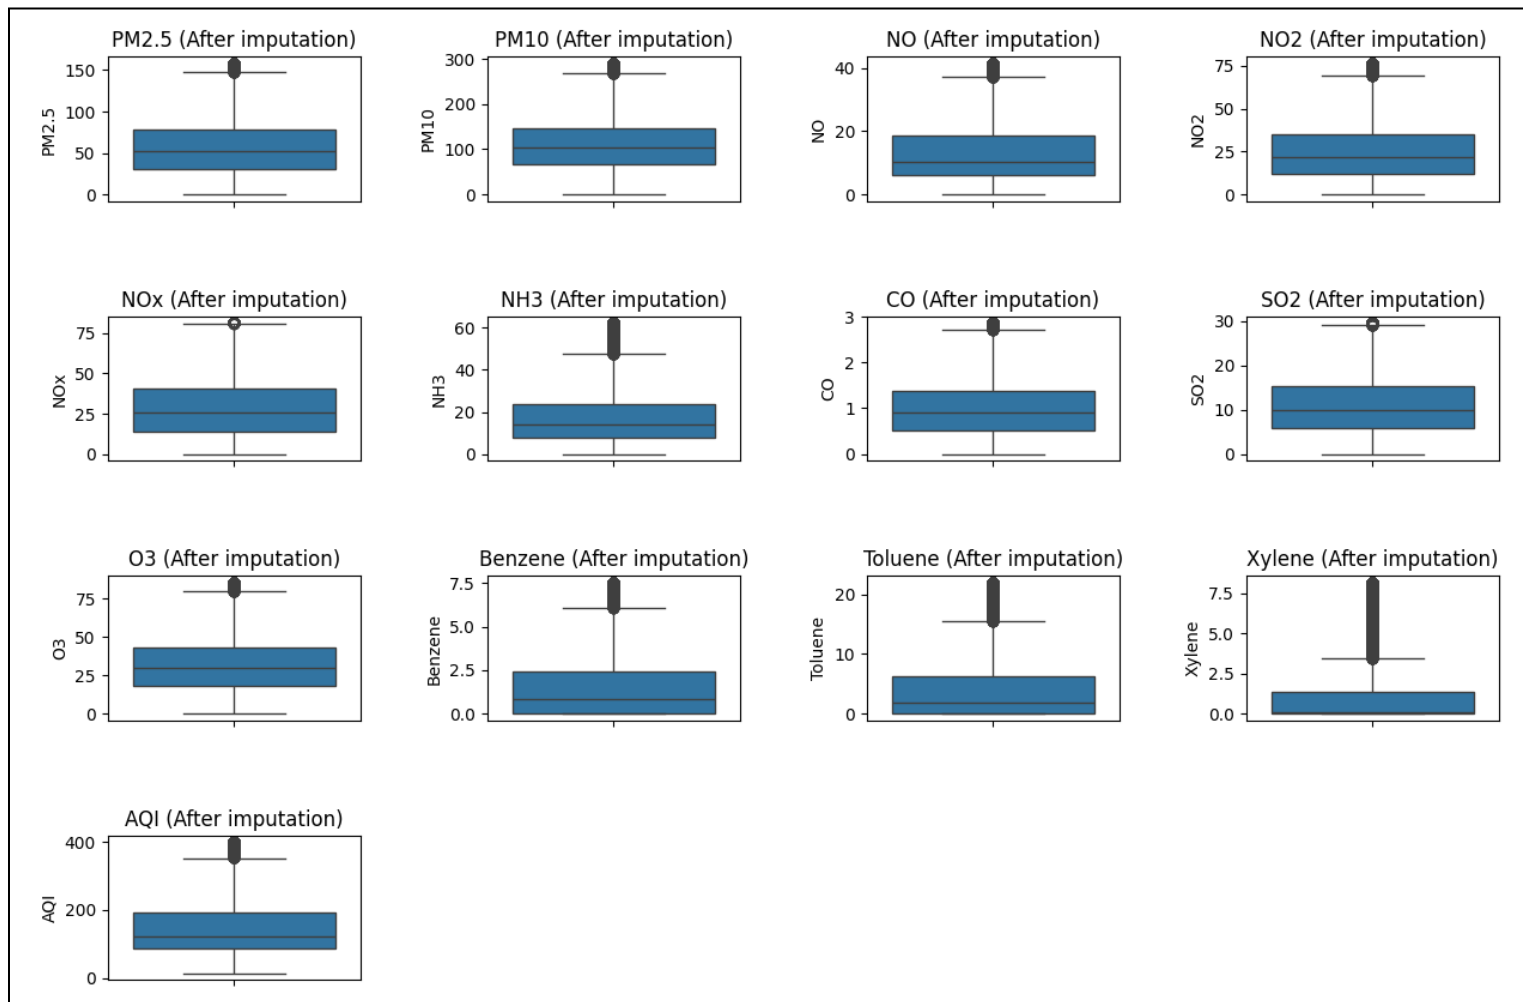 PM2.5 (After imputation)
PM2.5
150
100
50
0
PM10 (After imputation)
PM10
300
200
100
0
NO (After imputation)
NO
40
20
0
NO2 (After imputation)
NO2
75
50
25
0
NOx (After imputation)
NOx
75
50
25
0
NH3 (After imputation)
NH3
60
40
20
0
CO (After imputation)
CO
3
2
1
0
SO2 (After imputation)
SO2
30
20
10
0
O3 (After imputation)
O3
75
50
25
0
Benzene (After imputation)
Benzene
7.5
5.0
2.5
0.0
Toluene (After imputation)
Toluene
20
10
0
Xylene (After imputation)
Xylene
7.5
5.0
2.5
0.0
AQI (After imputation)
AQI
400
200
0